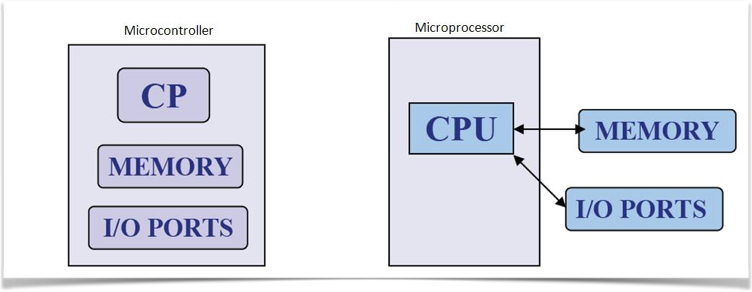 Microcontroller
CP
MEMORY
I/O PORTS
Microprocessor
CPU
MEMORY
I/O PORTS